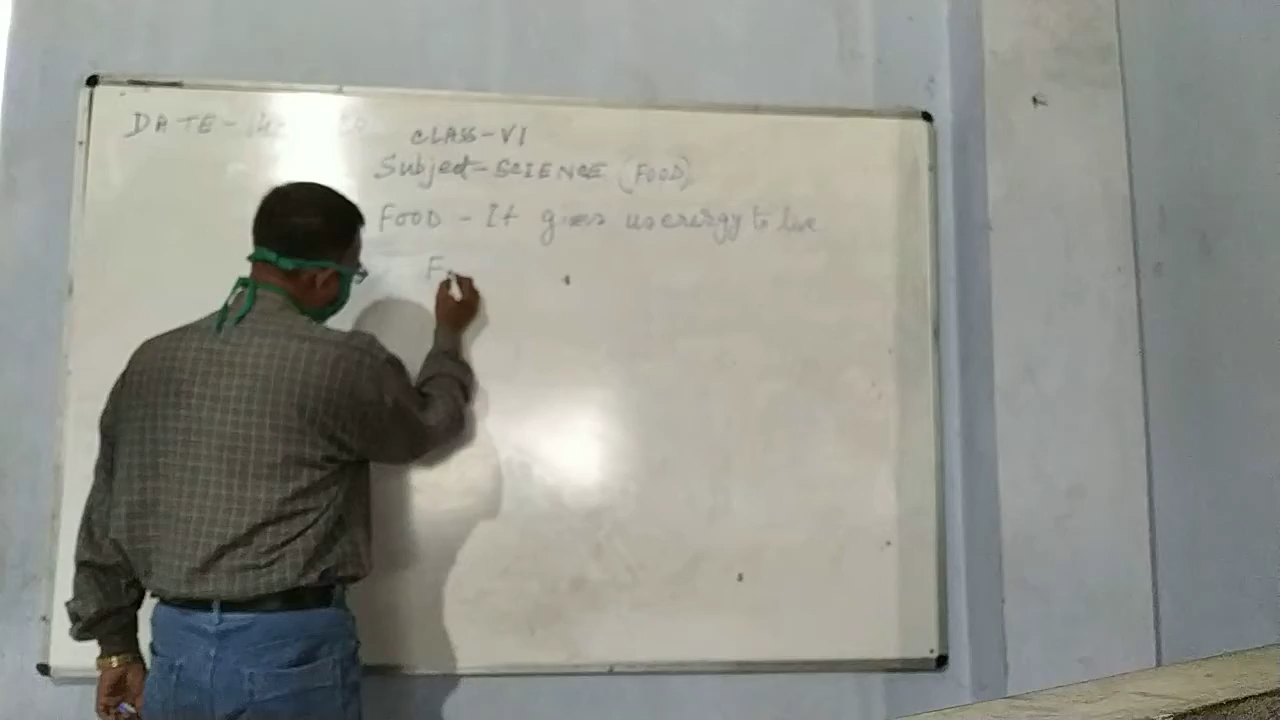 DATE-
CLASS-VI
Subject-SCIENCE (FOOD)
FOOD - It gives us energy to live
F